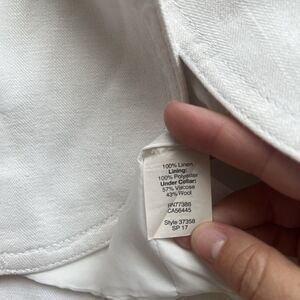 100% Linen
Lining:
100% Polyester
Under Collar:
57% Viscose
43% Wool
RN77388
CA56445
Style 37358
SP 17